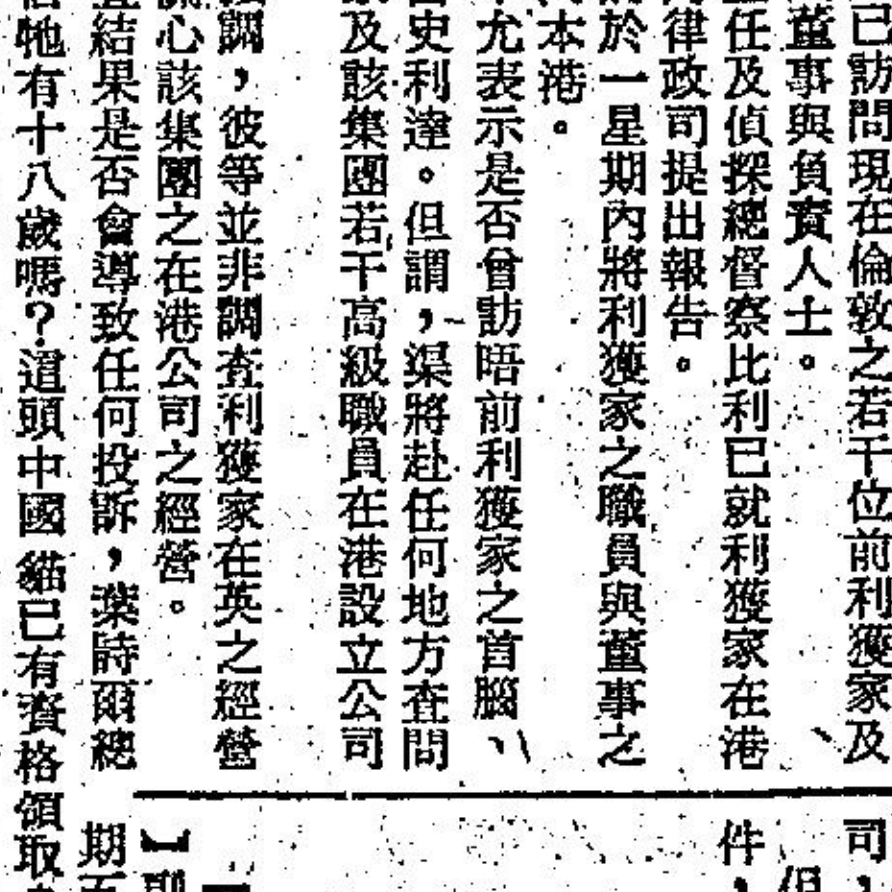 已訪問現在倫敦之若干位前利獲家及
董事與負責人士。
任及偵探總督察比利已就利獲家在港
律政司提出報告。
於一星期內將利獲家之職員與董事之
本港。
允表示是否曾訪晤前利獲家之首腦、
史利達。但謂，渠將赴任何地方查問
及該集團若干高級職員在港設立公司
調，彼等並非調查利獲家在英之經營
心該集團之在港公司之經營。
結果是否會導致任何投訴，葉時爾總
牠有十八歲嗎？這頭中國貓已有資格領取
司，
但
件，
期五